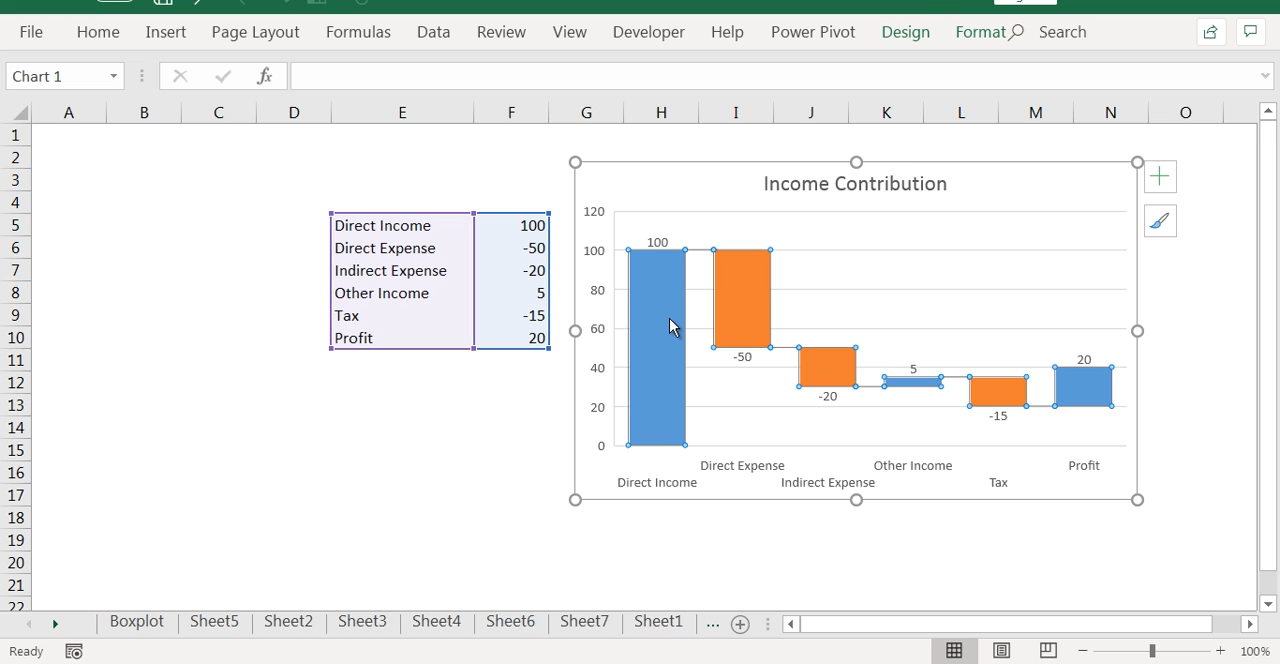 File Home Insert Page Layout Formulas Data Review View Developer Help Power Pivot Design Format Search
Chart 1 fx
A B C D E F G H I J K L M N O
1
2
3
4
5
6
7
8
9
10
11
12
13
14
15
16
17
18
19
20
21
22
Direct Income 100
Direct Expense -50
Indirect Expense -20
Other Income 5
Tax -15
Profit 20
Income Contribution
120
100
80
60
40
20
0
100
-50
-20
5
-15
20
Direct Expense Other Income Profit
Direct Income Indirect Expense Tax
Boxplot Sheet5 Sheet2 Sheet3 Sheet4 Sheet6 Sheet7 Sheet1 ...
Ready 100%